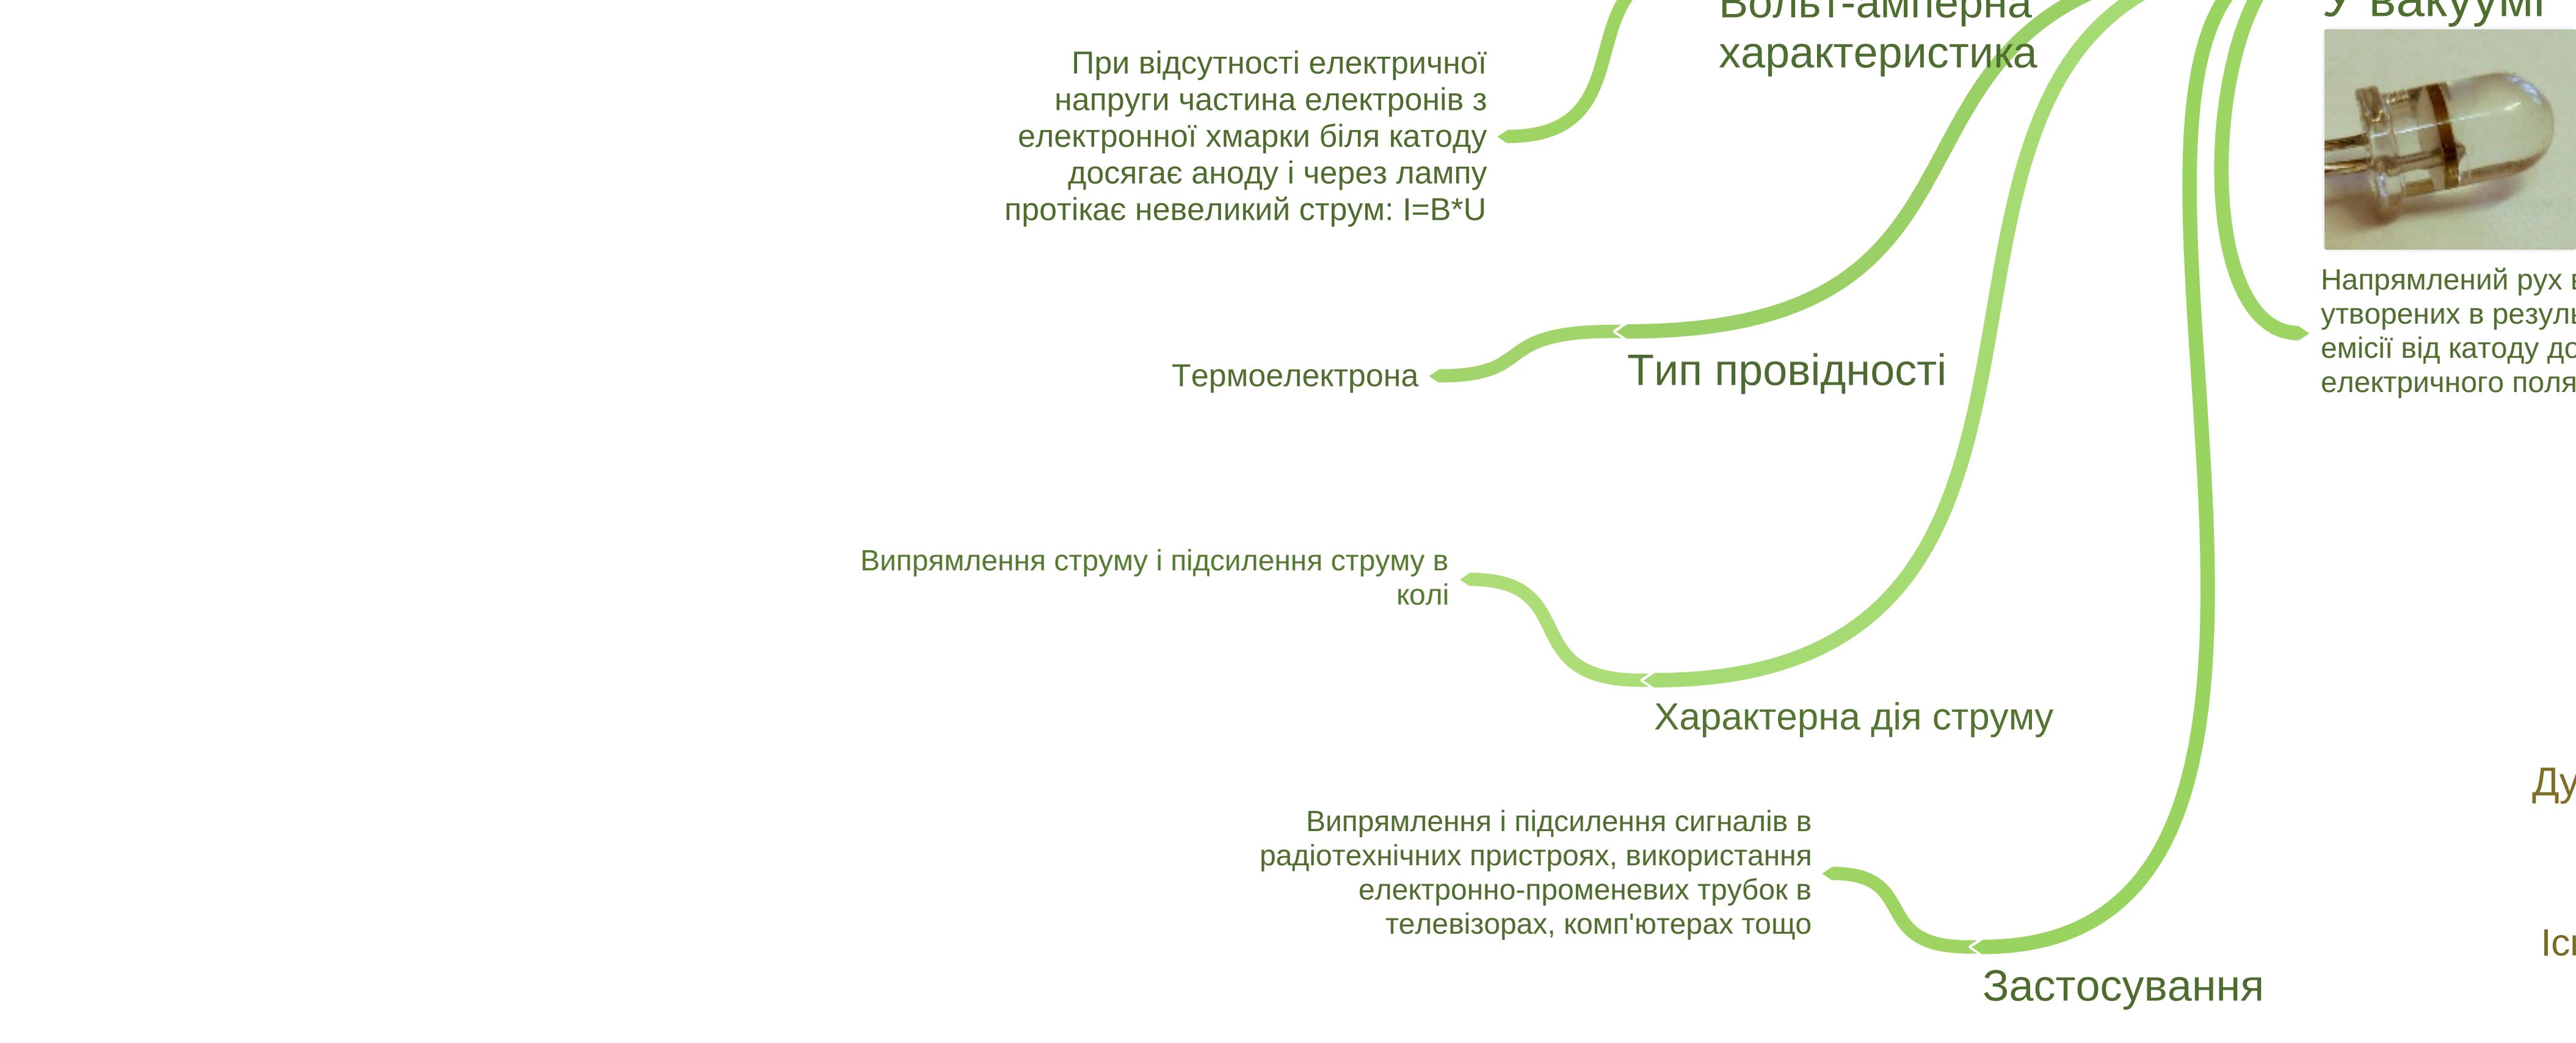 Вольт-амперна
характеристика
При відсутності електричної
напруги частина електронів з
електронної хмарки біля катоду
досягає аноду і через лампу
протікає невеликий струм: I=B*U
Тип провідності
Термоелектрона
Характерна дія струму
Випрямлення струму і підсилення струму в
колі
Застосування
Випрямлення і підсилення сигналів в
радіотехнічних пристроях, використання
електронно-променевих трубок в
телевізорах, комп'ютерах тощо
У вакуумі
Напрямлений рух
утворених в
емісії від катоду
електричного поля